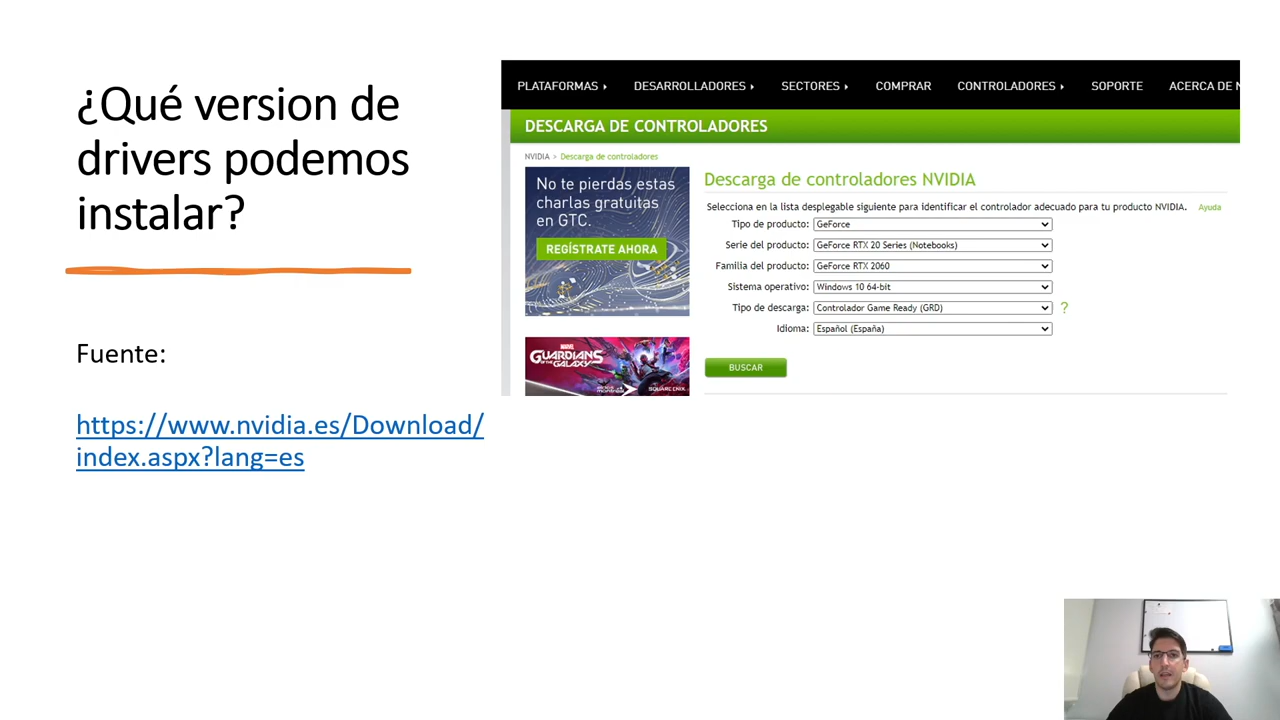 ¿Qué version de
drivers podemos
instalar?
Fuente:
https://www.nvidia.es/Download/
index.aspx?lang=es
PLATAFORMAS DESARROLLADORES SECTORES COMPRAR CONTROLADORES SOPORTE ACERCA DE N
DESCARGA DE CONTROLADORES
NVIDIA > Descarga de controladores
No te pierdas estas
charlas gratuitas
en GTC.
REGÍSTRATE AHORA
MARVEL
GUARDIANS
OF THE GALAXY
SQUARE ENIX
Descarga de controladores NVIDIA
Selecciona en la lista desplegable siguiente para identificar el controlador adecuado para tu producto NVIDIA. Ayuda
Tipo de producto: GeForce
Serie del producto: GeForce RTX 20 Series (Notebooks)
Familia del producto: GeForce RTX 2060
Sistema operativo: Windows 10 64-bit
Tipo de descarga: Controlador Game Ready (GRD) ?
Idioma: Español (España)
BUSCAR